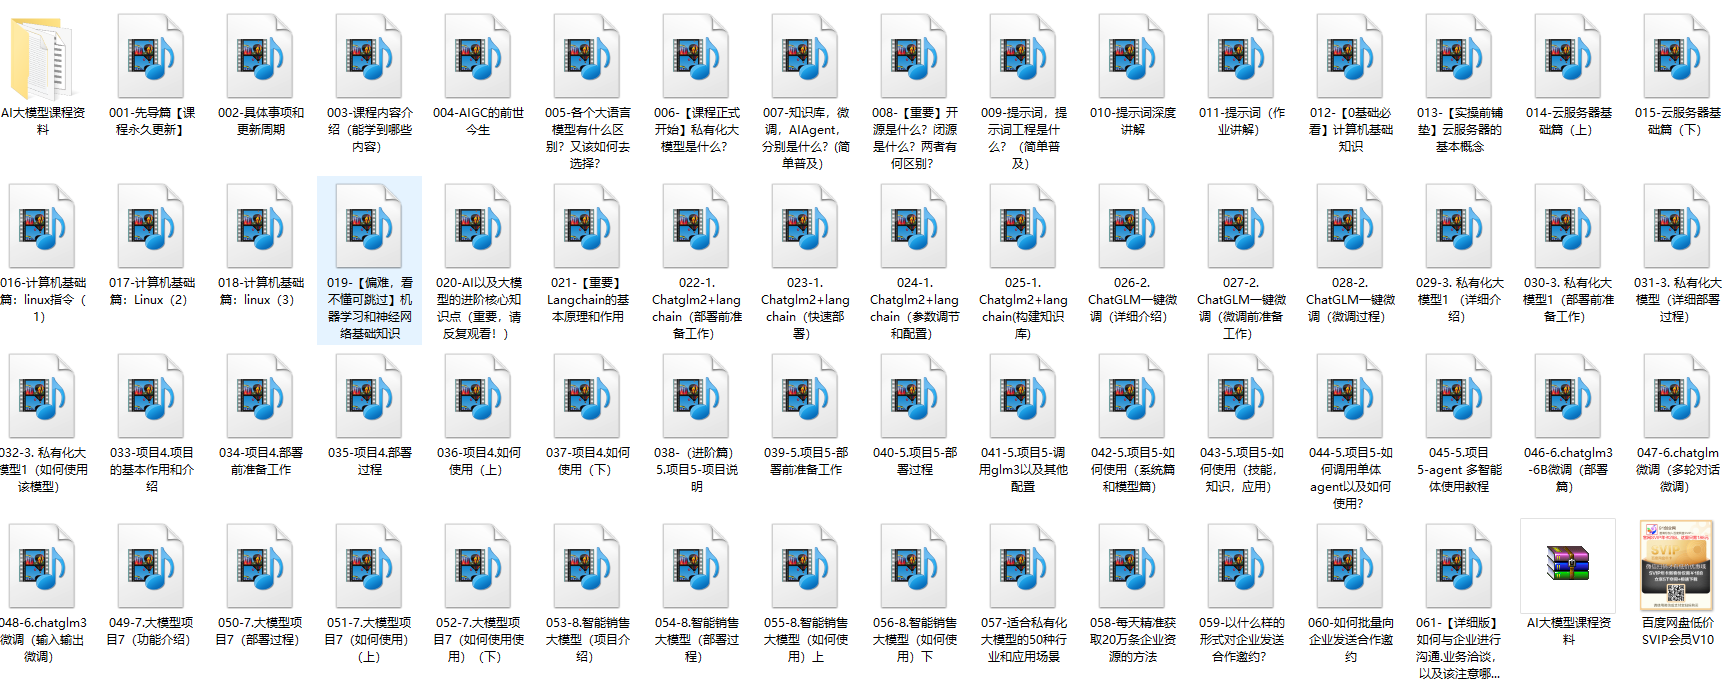 AI大模型课程资
料
001-先导篇【课
程永久更新】
002-具体事项和
更新周期
003-课程内容介
绍（能学到哪些
内容）
004-AIGC的前世
今生
005-各个大语言
模型有什么区
别？又该如何去
选择？
006-【课程正式
开始】私有化大
模型是什么？
007-知识库，微
调，AIAgent，
分别是什么？（简
单普及）
008-【重要】开
源是什么？闭源
是什么？两者有
何区别？
009-提示词，提
示词工程是什
么？（简单普
及）
010-提示词深度
讲解
011-提示词（作
业讲解）
012-【0基础必
看】计算机基础
知识
013-【实操前铺
垫】云服务器的
基本概念
014-云服务器基
础篇（上）
015-云服务器基
础篇（下）
016-计算机基础
篇：linux指令（
1）
017-计算机基础
篇：Linux（2）
018-计算机基础
篇：linux（3）
019-【偏难，看
不懂可跳过】机
器学习和神经网
络基础知识
020-AI以及大模
型的进阶核心知
识点（重要，请
反复观看！）
021-【重要】
Langchain的基
本原理和作用
022-1.
Chatglm2+lang
chain（部署前准
备工作）
023-1.
Chatglm2+lang
chain（快速部
署）
024-1.
Chatglm2+lang
chain（参数调节
和配置）
025-1.
Chatglm2+lang
chain(构建知识
库)
026-2.
ChatGLM一键微
调（详细介绍）
027-2.
ChatGLM一键微
调（微调前准备
工作）
028-2.
ChatGLM一键微
调（微调过程）
029-3. 私有化大
模型1 （详细介
绍）
030-3. 私有化大
模型1（部署前准
备工作）
031-3. 私有化大
模型（详细部署
过程）
032-3. 私有化大
模型1（如何使用
该模型）
033-项目4.项目
的基本作用和介
绍
034-项目4.部署
前准备工作
035-项目4.部署
过程
036-项目4.如何
使用（上）
037-项目4.如何
使用（下）
038-（进阶篇）
5.项目5-项目说
明
039-5.项目5-部
署前准备工作
040-5.项目5-部
署过程
041-5.项目5-调
用glm3以及其他
配置
042-5.项目5-如
何使用（系统篇
和模型篇）
043-5.项目5-如
何使用（技能，
知识，应用）
044-5.项目5-如
何调用单体
agent以及如何
使用？
045-5.项目
5-agent 多智能
体使用教程
046-6.chatglm3
-6B微调（部署
篇）
047-6.chatglm
微调（多轮对话
微调）
048-6.chatglm3
微调（输入输出
微调）
049-7.大模型项
目7（功能介绍）
050-7.大模型项
目7（部署过程）
051-7.大模型项
目7（如何使用）
（上）
052-7.大模型项
目7（如何使用使
用）（下）
053-8.智能销售
大模型（项目介
绍）
054-8.智能销售
大模型（部署过
程）
055-8.智能销售
大模型（如何使
用）上
056-8.智能销售
大模型（如何使
用）下
057-适合私有化
大模型的50种行
业和应用场景
058-每天精准获
取20万条企业资
源的方法
059-以什么样的
形式对企业发送
合作邀约？
060-如何批量向
企业发送合作邀
约
061-【详细版】
如何与企业进行
沟通.业务洽谈，
以及该注意哪...
AI大模型课程资
料
SVIP
百度网盘低价
SVIP会员V10